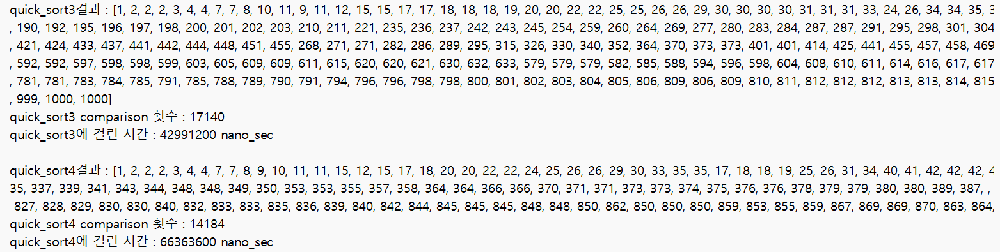 quick_sort3결과 : [1, 2, 2, 2, 3, 4, 4, 7, 7, 8, 10, 11, 9, 11, 12, 15, 15, 17, 17, 18, 18, 18, 19, 20, 20, 22, 22, 25, 25, 26, 26, 29, 30, 30, 30, 30, 31, 31, 31, 33, 24, 26, 34, 34, 35, 3
, 190, 192, 195, 196, 197, 198, 200, 201, 202, 203, 210, 211, 221, 235, 236, 237, 242, 243, 245, 254, 259, 260, 264, 269, 277, 280, 283, 284, 287, 287, 291, 295, 298, 301, 304
, 421, 424, 433, 437, 441, 442, 444, 448, 451, 455, 268, 271, 271, 282, 286, 289, 295, 315, 326, 330, 340, 352, 364, 370, 373, 373, 401, 401, 414, 425, 441, 455, 457, 458, 469
, 592, 592, 597, 598, 598, 599, 603, 605, 609, 609, 611, 615, 620, 620, 621, 630, 632, 633, 579, 579, 579, 582, 585, 588, 594, 596, 598, 604, 608, 610, 611, 614, 616, 617, 617
, 781, 781, 783, 784, 785, 791, 785, 788, 789, 790, 791, 794, 796, 796, 798, 798, 800, 801, 802, 803, 804, 805, 806, 809, 806, 809, 810, 811, 812, 812, 812, 813, 813, 814, 815
, 999, 1000, 1000]
quick_sort3 comparison 횟수 : 17140
quick_sort3에 걸린 시간 : 42991200 nano_sec
quick_sort4결과 : [1, 2, 2, 2, 3, 4, 4, 7, 7, 8, 9, 10, 11, 11, 15, 12, 15, 17, 18, 20, 20, 22, 22, 24, 25, 26, 26, 29, 30, 33, 35, 35, 17, 18, 18, 19, 25, 26, 31, 34, 40, 41, 42, 42, 42, 4
35, 337, 339, 341, 343, 344, 348, 348, 349, 350, 353, 353, 355, 357, 358, 364, 364, 366, 366, 370, 371, 371, 373, 373, 374, 375, 376, 376, 378, 379, 379, 380, 380, 389, 387, ,
827, 828, 829, 830, 830, 840, 832, 833, 833, 835, 836, 839, 840, 842, 844, 845, 845, 845, 848, 848, 850, 862, 850, 850, 850, 859, 853, 855, 859, 867, 869, 869, 870, 863, 864,
quick_sort4 comparison 횟수 : 14184
quick_sort4에 걸린 시간 : 66363600 nano_sec